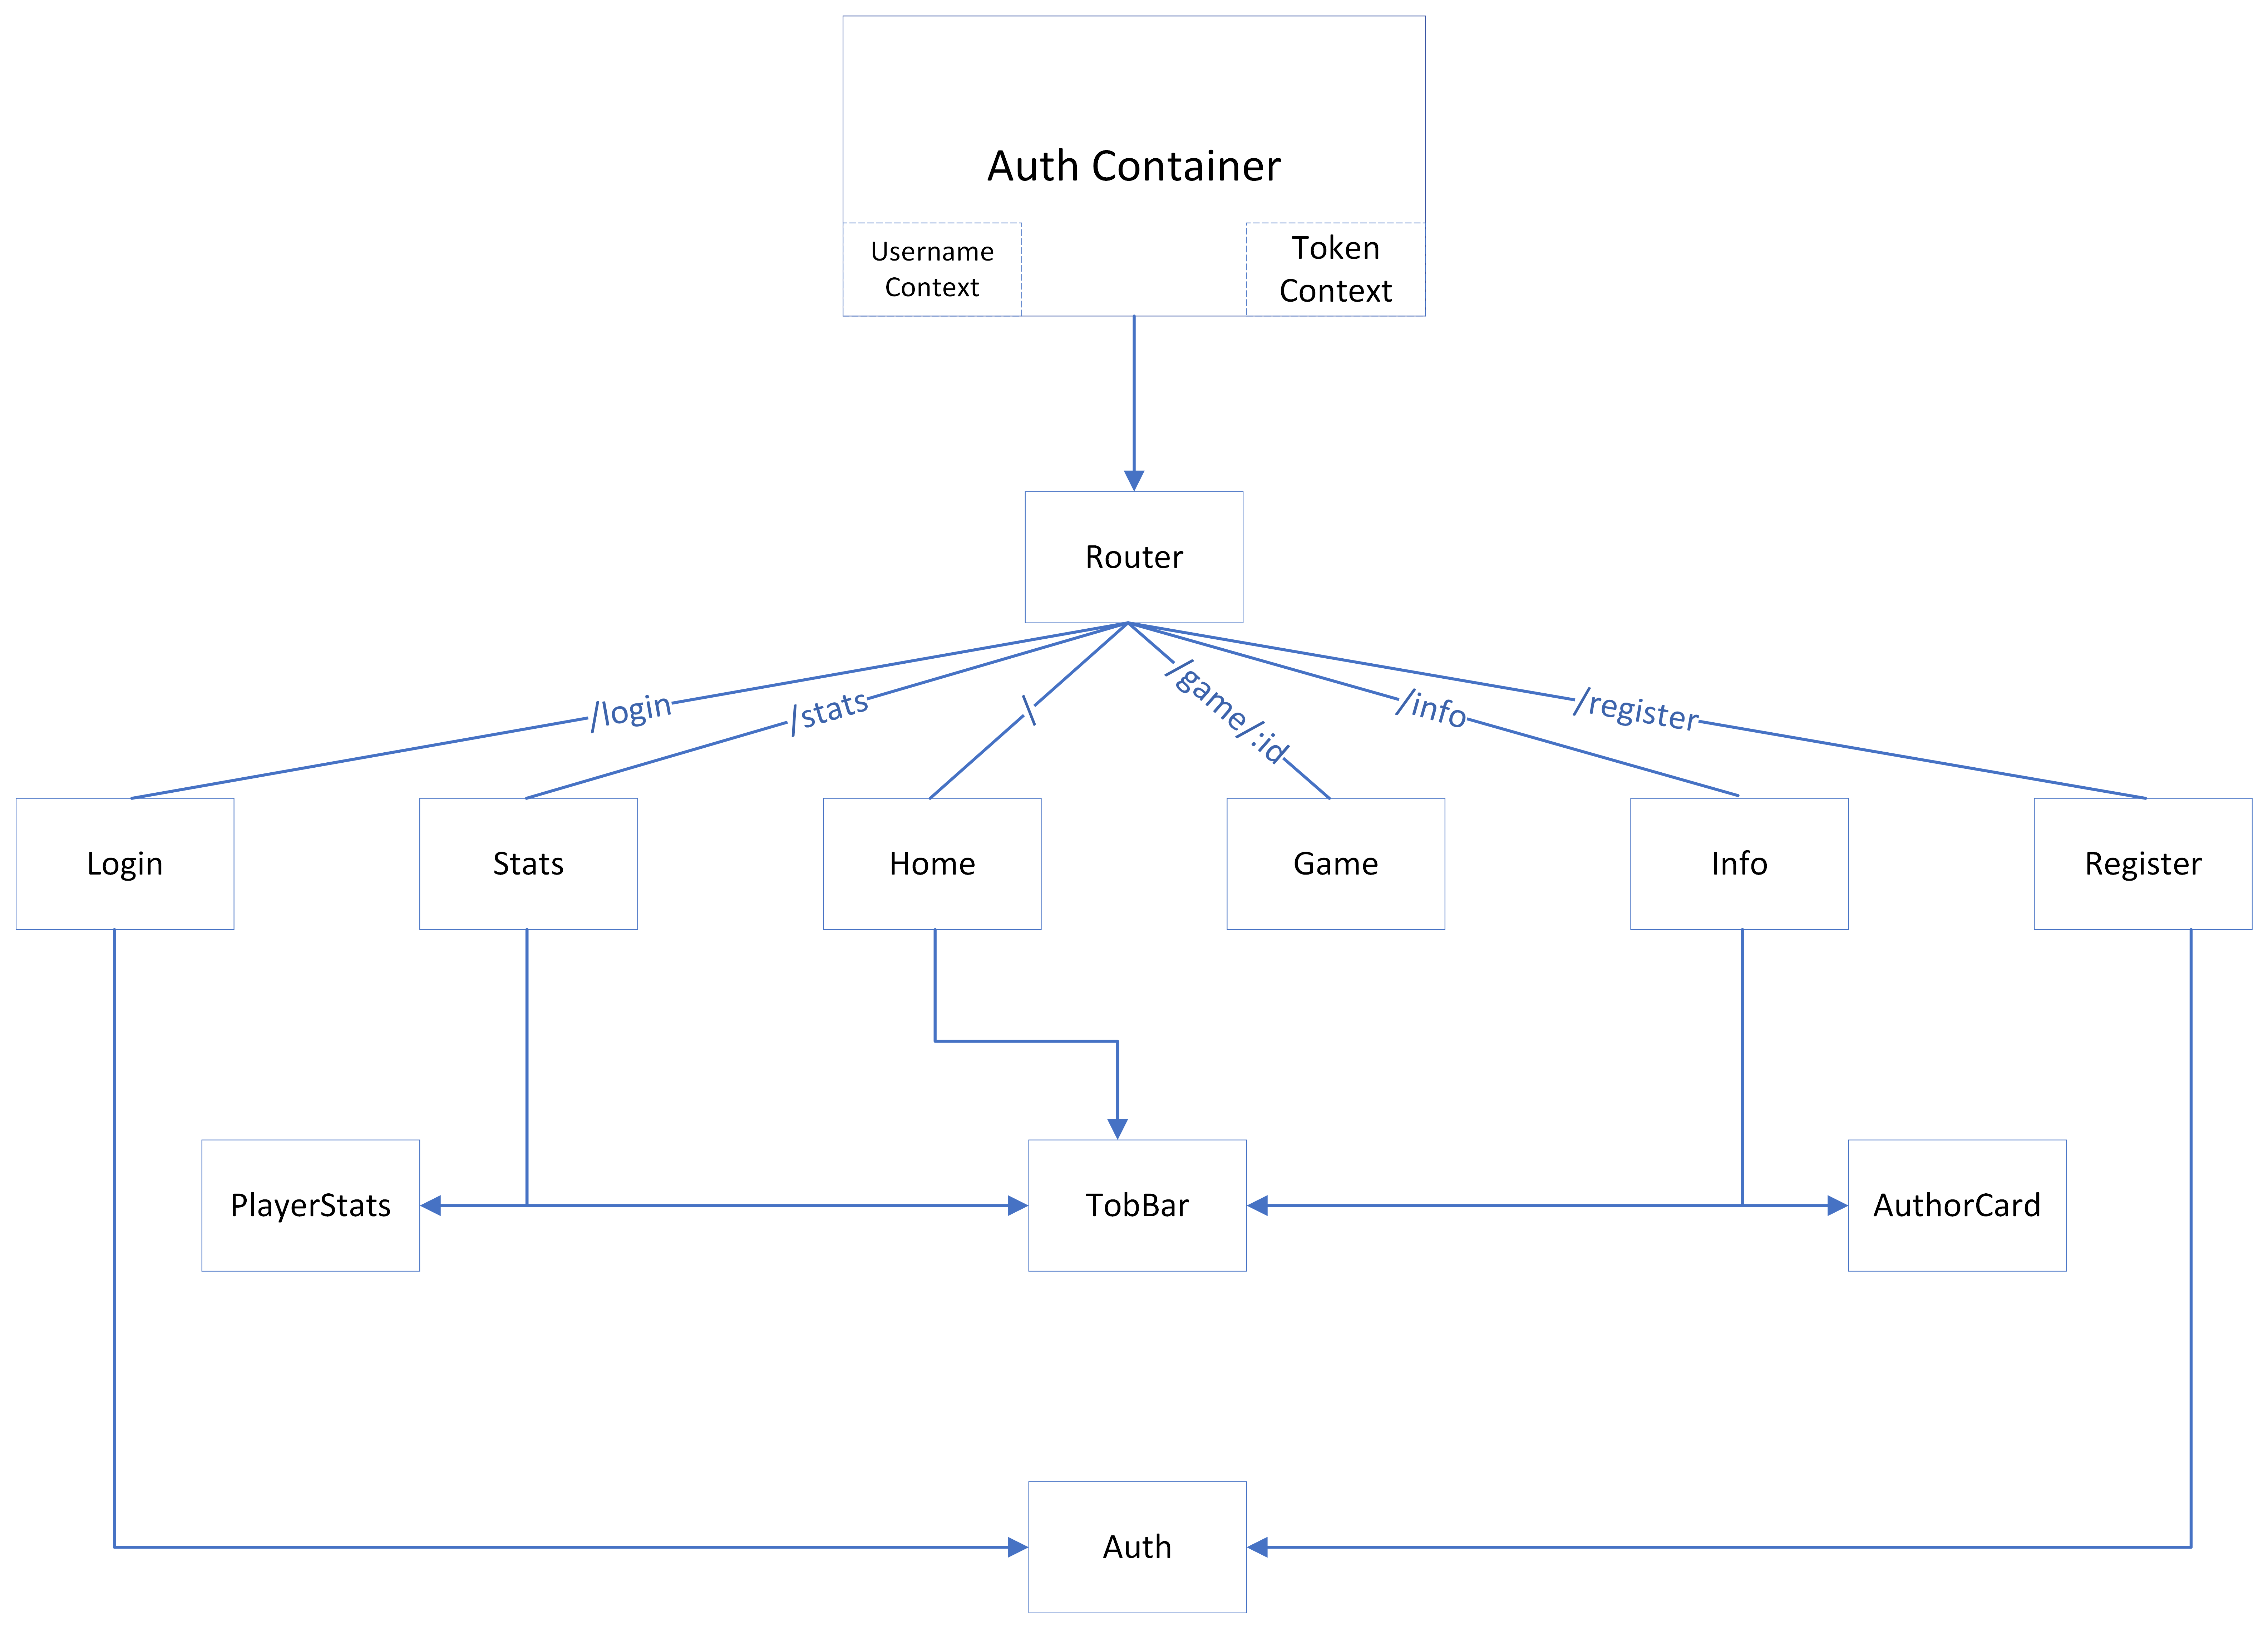 Auth Container
Username
Context
Token
Context
Router
/login
/stats
\
/game/:id
/info
/register
Login
Stats
Home
Game
Info
Register
PlayerStats
TobBar
AuthorCard
Auth